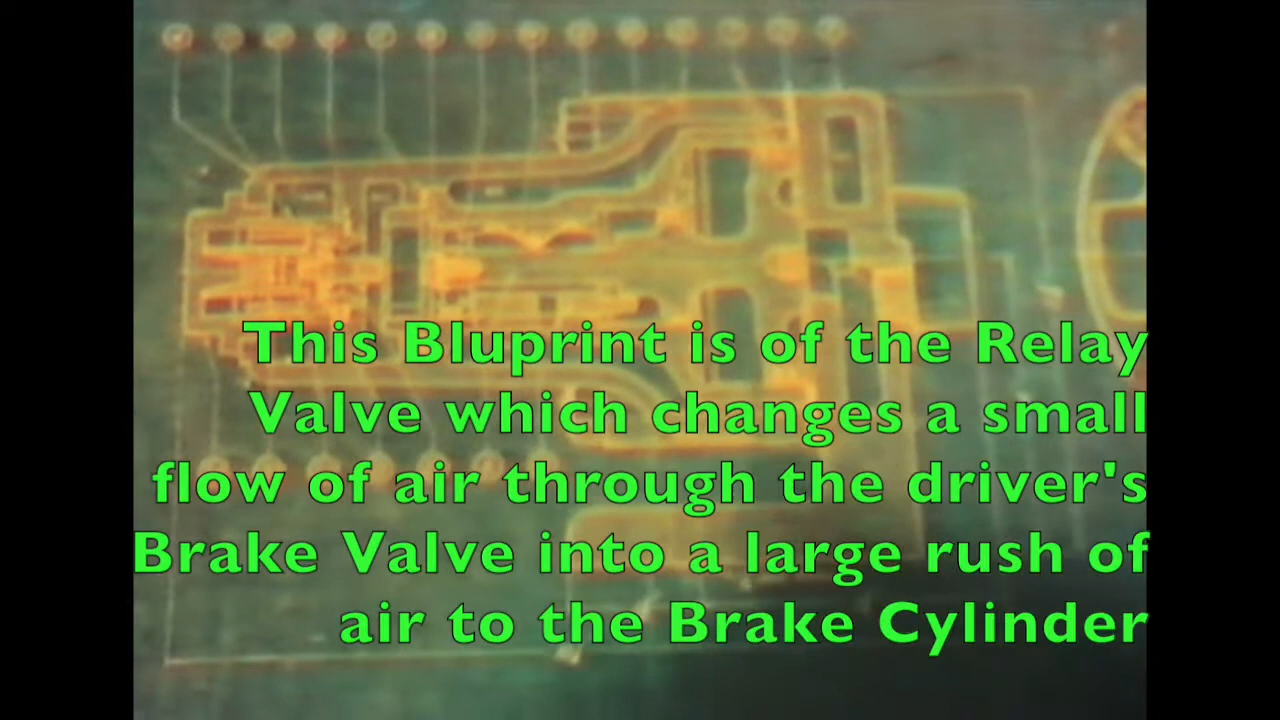 This Bluprint is of the Relay
Valve which changes a small
flow of air through the driver's
Brake Valve into a large rush of
air to the Brake Cylinder